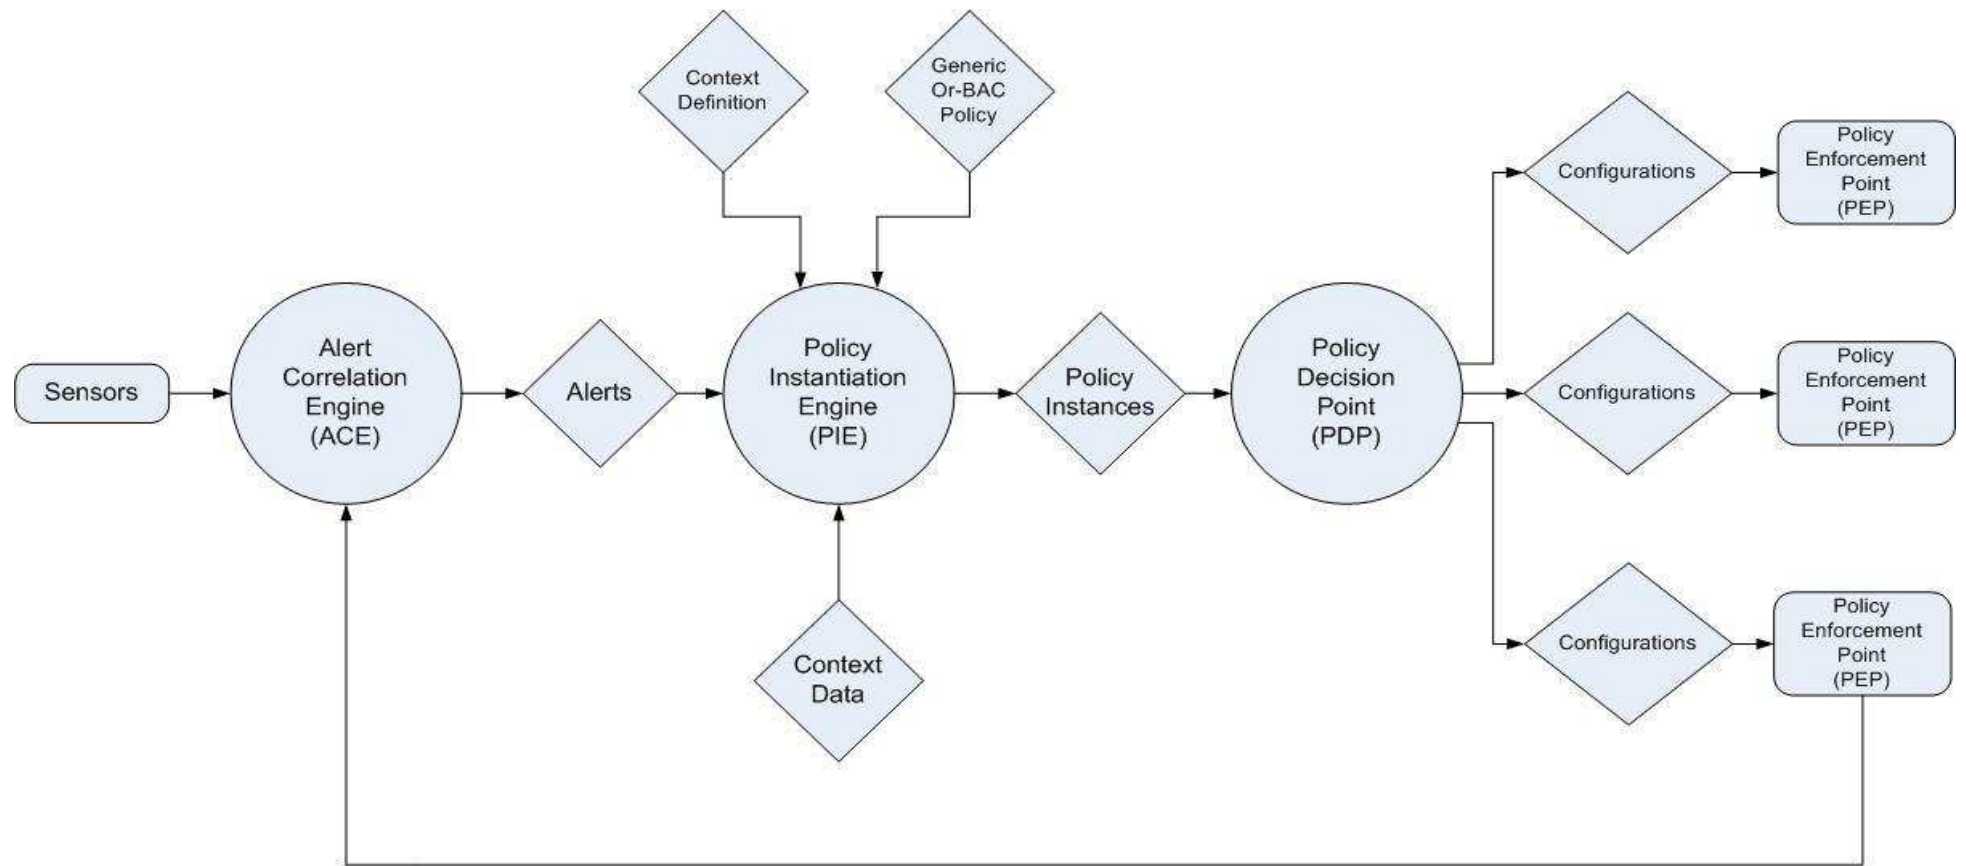 Context
Definition
Generic
Or-BAC
Policy
Configurations
Policy
Enforcement
Point
(PEP)
Sensors
Alert
Correlation
Engine
(ACE)
Alerts
Policy
Instantiation
Engine
(PIE)
Policy
Instances
Policy
Decision
Point
(PDP)
Configurations
Policy
Enforcement
Point
(PEP)
Context
Data
Configurations
Policy
Enforcement
Point
(PEP)